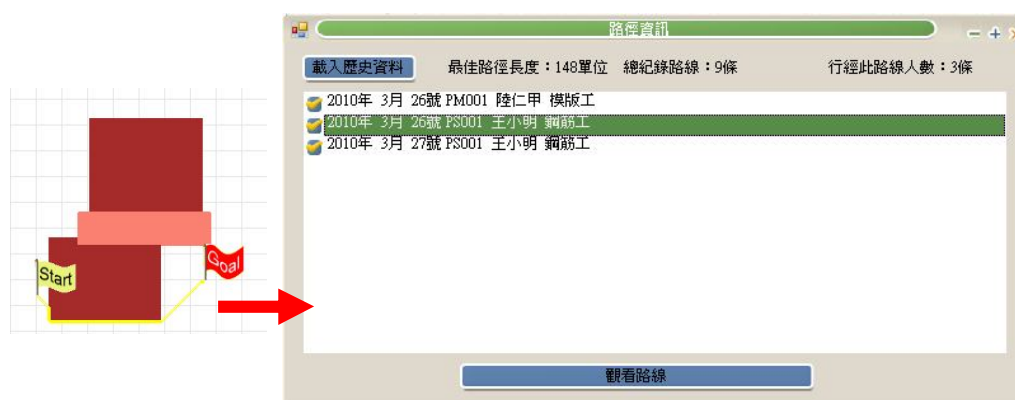 路徑資訊
載入歷史資料 最佳路徑長度：148單位 總紀錄路線：9條 行經此路線人數：3條
2010年 3月 26號 PM001 陸仁甲 模版工
2010年 3月 26號 PS001 王小明 鋼筋工
2010年 3月 27號 PS001 王小明 鋼筋工
觀看路線
Start
Goal